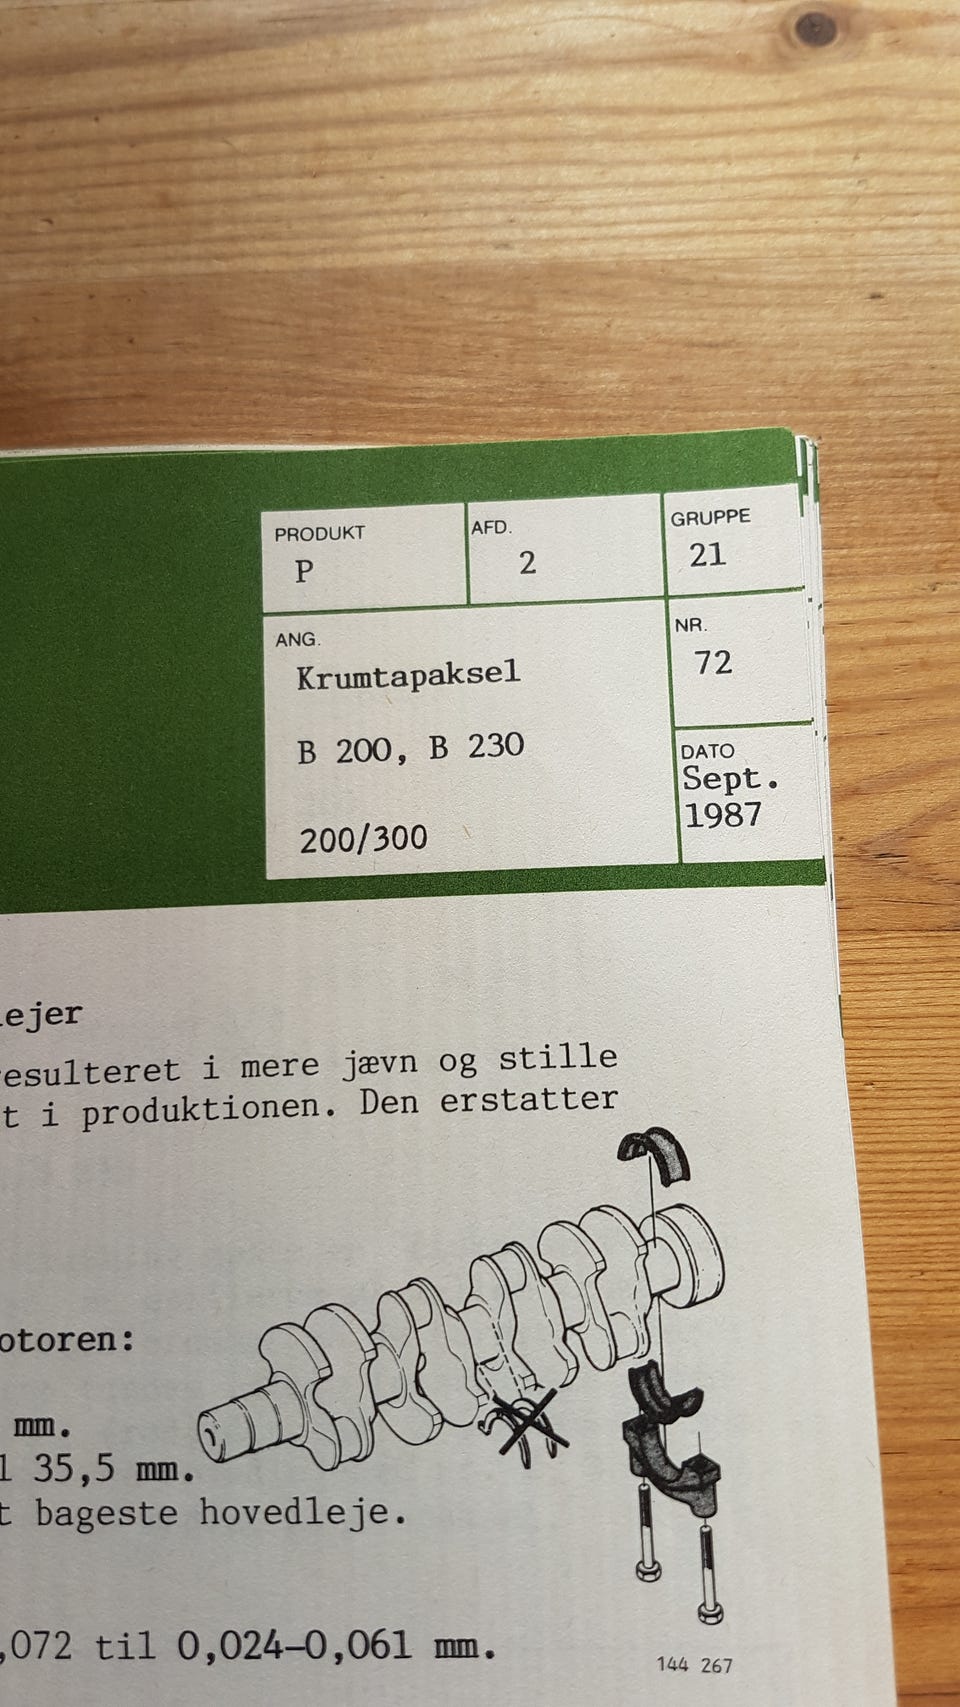 PRODUKT
P
AFD.
2
GRUPPE
21
ANG.
Krumtapaksel
B 200, B 230
200/300
NR.
72
DATO
Sept.
1987
lejer
resulteret i mere jævn og stille
t i produktionen. Den erstatter
otoren:
mm.
l 35,5 mm.
t bageste hovedleje.
,072 til 0,024-0,061 mm.
144 267